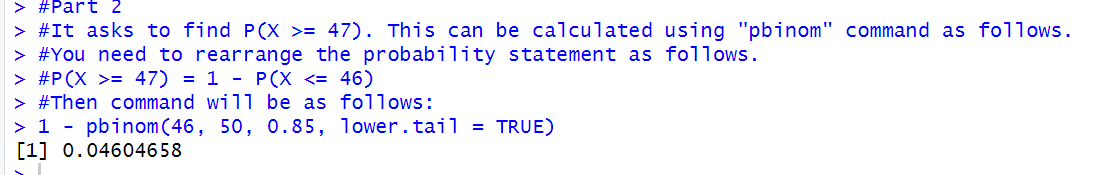 > #Part 2
> #It asks to find P(X >= 47). This can be calculated using "pbinom" command as follows.
> #You need to rearrange the probability statement as follows.
> #P(X >= 47) = 1 - P(X <= 46)
> #Then command will be as follows:
> 1 - pbinom(46, 50, 0.85, lower.tail = TRUE)
[1] 0.04604658
>